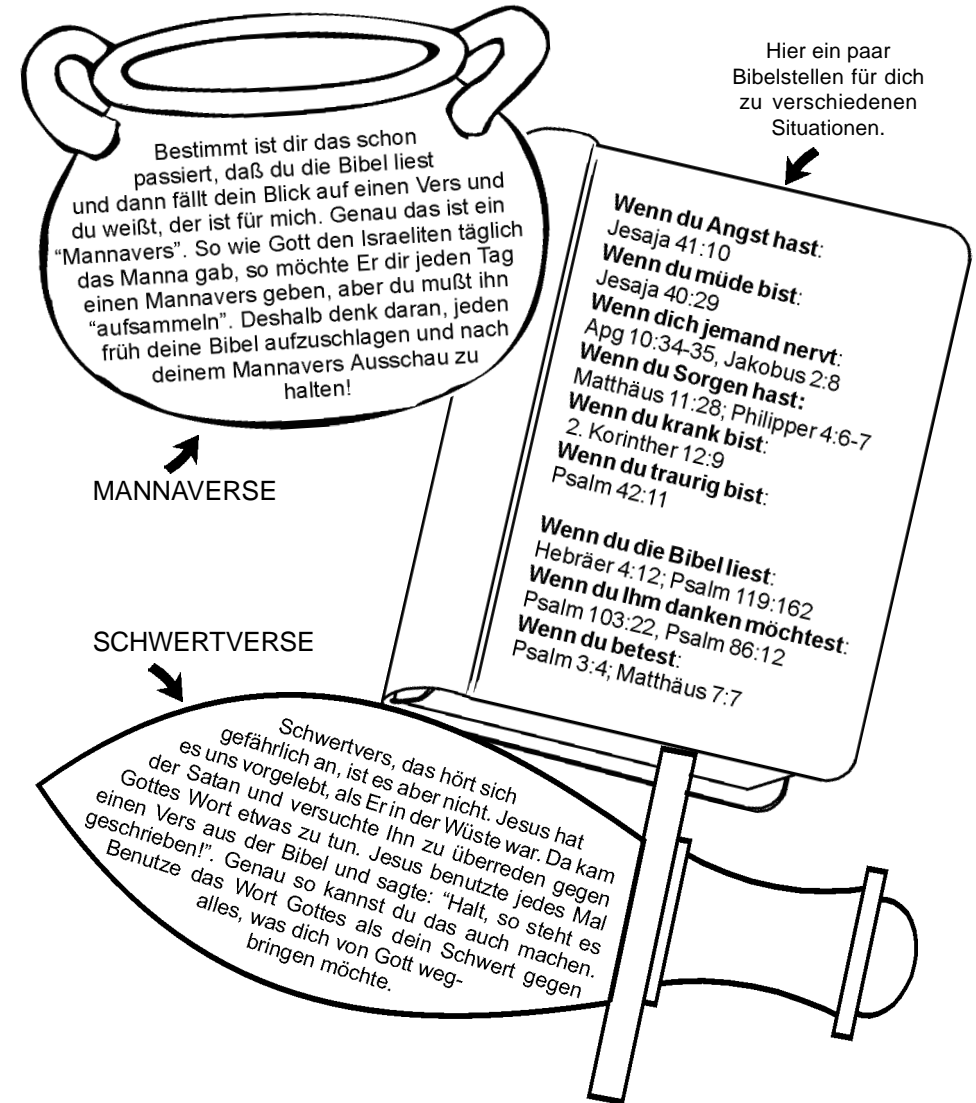 Bestimmt ist dir das schon
passiert, daß du die Bibel liest
und dann fällt dein Blick auf einen Vers und
du weißt, der ist für mich. Genau das ist ein
“Mannavers”. So wie Gott den Israeliten täglich
das Manna gab, so möchte Er dir jeden Tag
einen Mannavers geben, aber du mußt ihn
“aufsammeln”. Deshalb denk daran, jeden
früh deine Bibel aufzuschlagen und nach
deinem Mannavers Ausschau zu
halten!
MANNAVERSE
Hier ein paar
Bibelstellen für dich
zu verschiedenen
Situationen.
Wenn du Angst hast:
Jesaja 41:10
Wenn du müde bist:
Jesaja 40:29
Wenn dich jemand nervt:
Apg 10:34-35, Jakobus 2:8
Wenn du Sorgen hast:
Matthäus 11:28; Philipper 4:6-7
Wenn du krank bist:
2. Korinther 12:9
Wenn du traurig bist:
Psalm 42:11
Wenn du die Bibel liest:
Hebräer 4:12; Psalm 119:162
Wenn du Ihm danken möchtest:
Psalm 103:22, Psalm 86:12
Wenn du betest:
Psalm 3:4; Matthäus 7:7
SCHWERTVERSE
Schwertvers, das hört sich
gefährlich an, ist es aber nicht. Jesus hat
es uns vorgelebt, als Er in der Wüste war. Da kam
der Satan und versuchte Ihn zu überreden gegen
Gottes Wort etwas zu tun. Jesus benutzte jedes Mal
einen Vers aus der Bibel und sagte: “Halt, so steht es
geschrieben!”. Genau so kannst du das auch machen.
Benutze das Wort Gottes als dein Schwert gegen
alles, was dich von Gott weg-
bringen möchte.